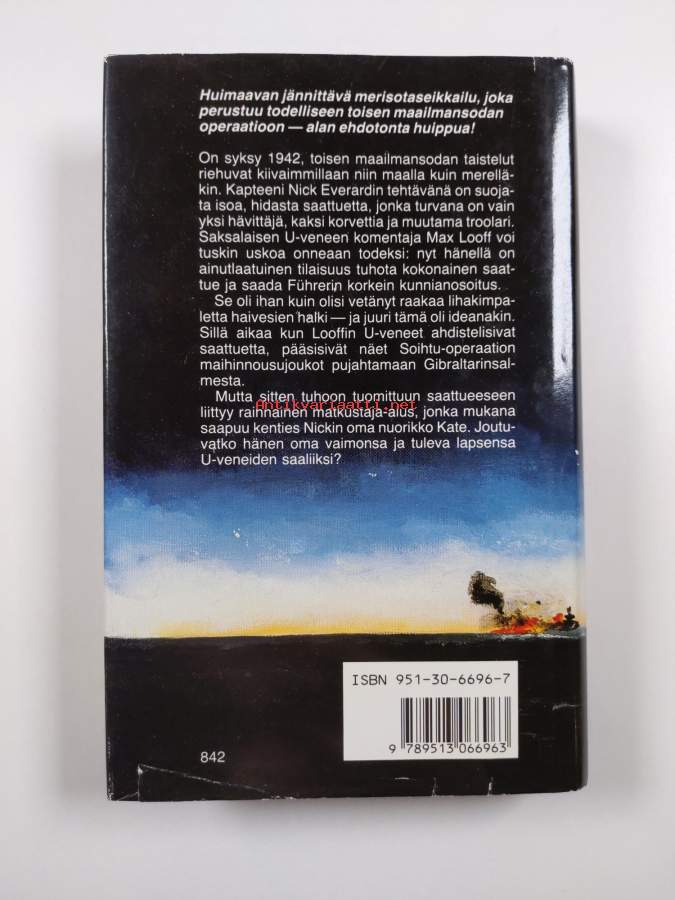 Huimaavan jännittävä merisotaseikkailu, joka
perustuu todelliseen toisen maailmansodan
operaatioon — alan ehdotonta huippua!
On syksy 1942, toisen maailmansodan taistelut
riehuvat kiivaimmillaan niin maalla kuin merellä-
kin. Kapteeni Nick Everardin tehtävänä on suoja-
ta isoa, hidasta saattuetta, jonka turvana on vain
yksi hävittäjä, kaksi korvettia ja muutama troolari.
Saksalaisen U-veneen komentaja Max Looff voi
tuskin uskoa onneaan todeksi: nyt hänellä on
ainutlaatuinen tilaisuus tuhota kokonainen saat-
tue ja saada Führerin korkein kunnianosoitus.
Se oli ihan kuin olisi vetänyt raakaa lihakimpa-
letta haivesien halki — ja juuri tämä oli ideanakin.
Sillä aikaa kun Looffin U-veneet ahdistelisivat
saattuetta, pääsisivät näet Soihtu-operaation
maihinnousujoukot pujahtamaan Gibraltarinsal-
mesta.
Mutta sitten tuhoon tuomittuun saattueeseen
liittyy raihnainen matkustaja-alus, jonka mukana
saapuu kenties Nickin oma nuorikko Kate. Joutu-
vatko hänen oma vaimonsa ja tuleva lapsensa
U-veneiden saaliiksi?
Antikvariaatti.net
ISBN 951-30-6696-7
9 789513 066963
842